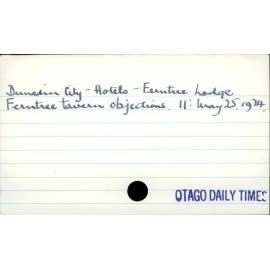 Dunedin City - Hotels - Ferntree Lodge
Ferntree tavern objections. 11: May 25. 1974.
OTAGO DAILY TIMES